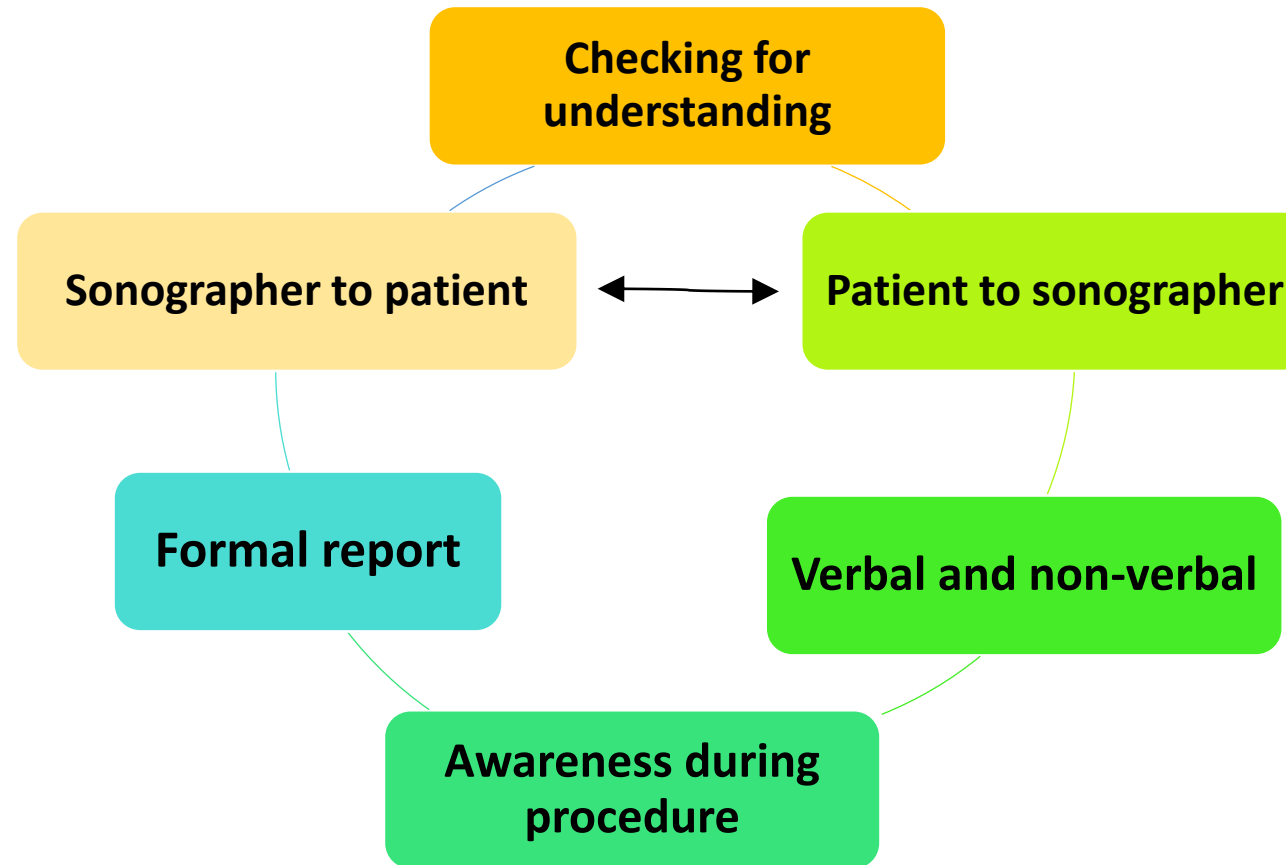 Checking for
understanding
Sonographer to patient
Patient to sonographer
Formal report
Verbal and non-verbal
Awareness during
procedure